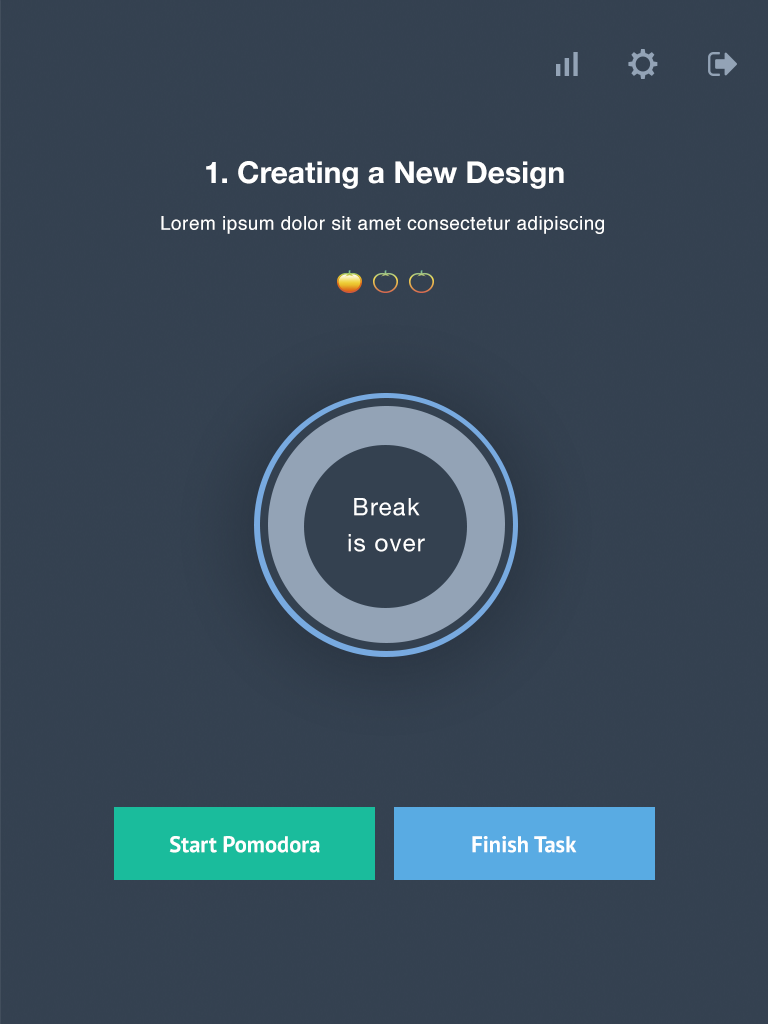 1. Creating a New Design
Lorem ipsum dolor sit amet consectetur adipiscing
Break
is over
Start Pomodora
Finish Task